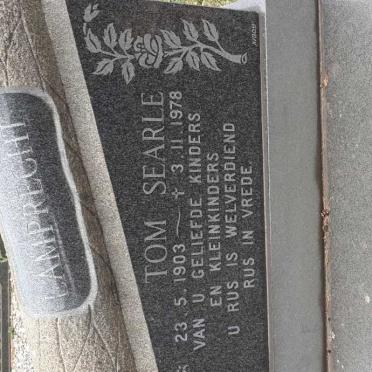 LAMPRECHT
TOM SEARLE
* 23.5.1903 — † 3.11.1978
VAN U GELIEFDE KINDERS
EN KLEINKINDERS
U RUS IS WELVERDIEND
RUS IN VREDE.